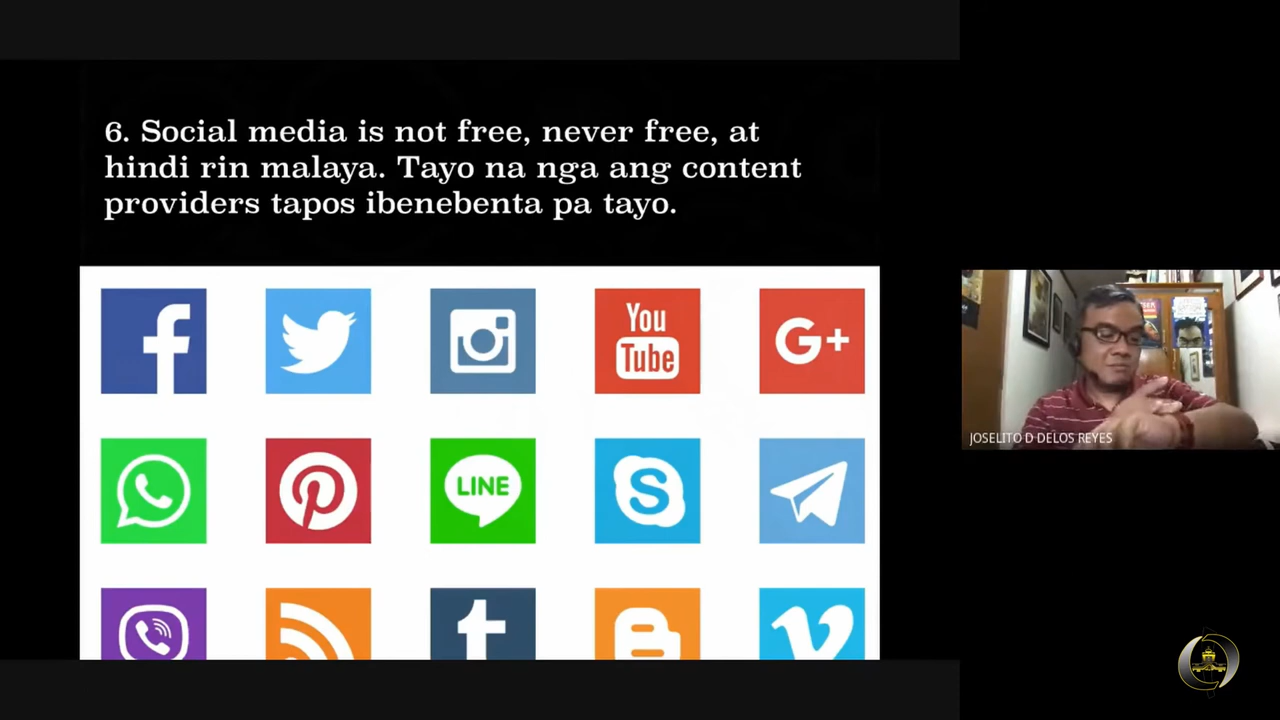 6. Social media is not free, never free, at
hindi rin malaya. Tayo na nga ang content
providers tapos ibenebenta pa tayo.
You
Tube
G+
LINE
JOSELITO D DELOS REYES